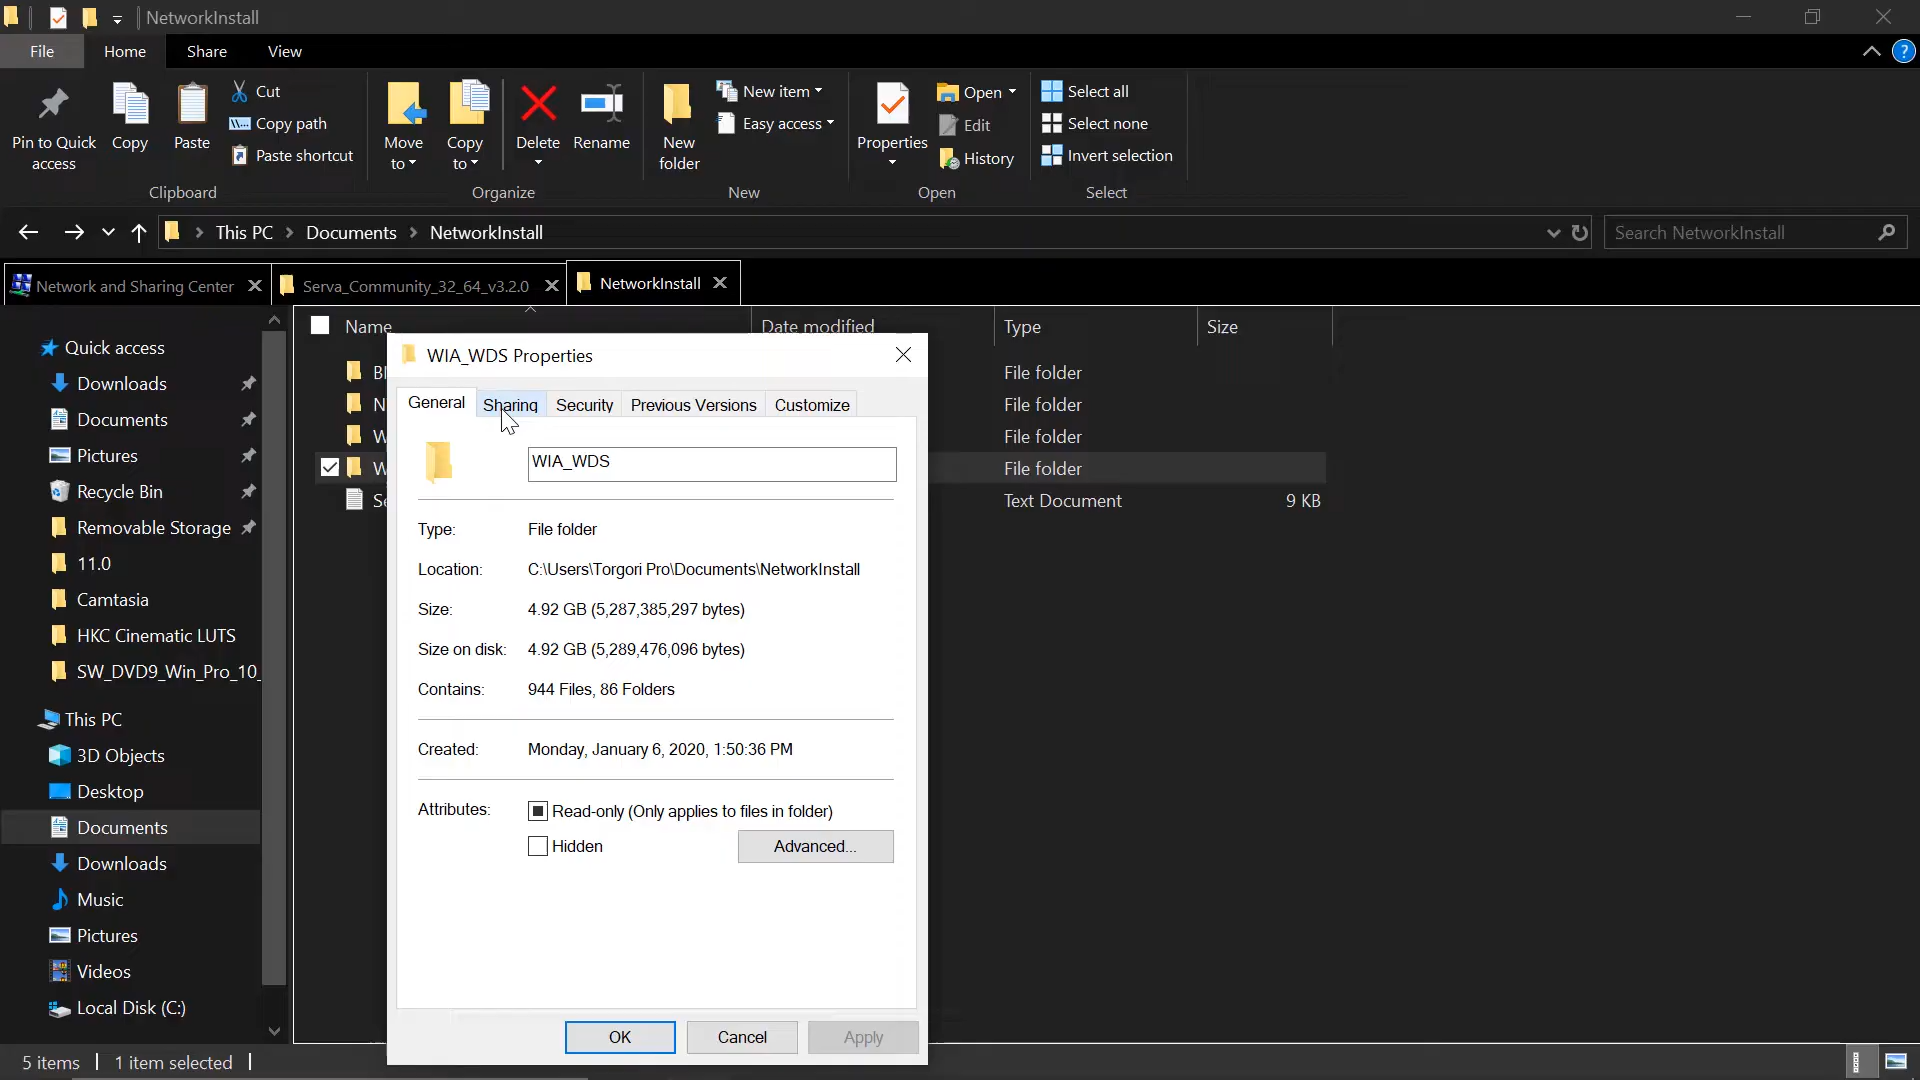 NetworkInstall
File
Home
Share
View
Pin to Quick access
Copy
Paste
Cut
Copy path
Paste shortcut
Clipboard
Move to
Copy to
Delete
Rename
Organize
New folder
New item
Easy access
New
Properties
Open
Edit
History
Open
Select all
Select none
Invert selection
Select
This PC
Documents
NetworkInstall
Search NetworkInstall
Network and Sharing Center
Serva_Community_32_64_v3.2.0
NetworkInstall
Name
Date modified
Type
Size
File folder
File folder
W
File folder
W
File folder
Se
Text Document
9 KB
Quick access
Downloads
Documents
Pictures
Recycle Bin
Removable Storage
11.0
Camtasia
HKC Cinematic LUTS
SW_DVD9_Win_Pro_10_
This PC
3D Objects
Desktop
Documents
Downloads
Music
Pictures
Videos
Local Disk (C:)
5 items
1 item selected
WIA_WDS Properties
General
Sharing
Security
Previous Versions
Customize
WIA_WDS
Type:
File folder
Location:
C:\Users\Torgori Pro\Documents\NetworkInstall
Size:
4.92 GB (5,287,385,297 bytes)
Size on disk:
4.92 GB (5,289,476,096 bytes)
Contains:
944 Files, 86 Folders
Created:
Monday, January 6, 2020, 1:50:36 PM
Attributes:
Read-only (Only applies to files in folder)
Hidden
Advanced...
OK
Cancel
Apply